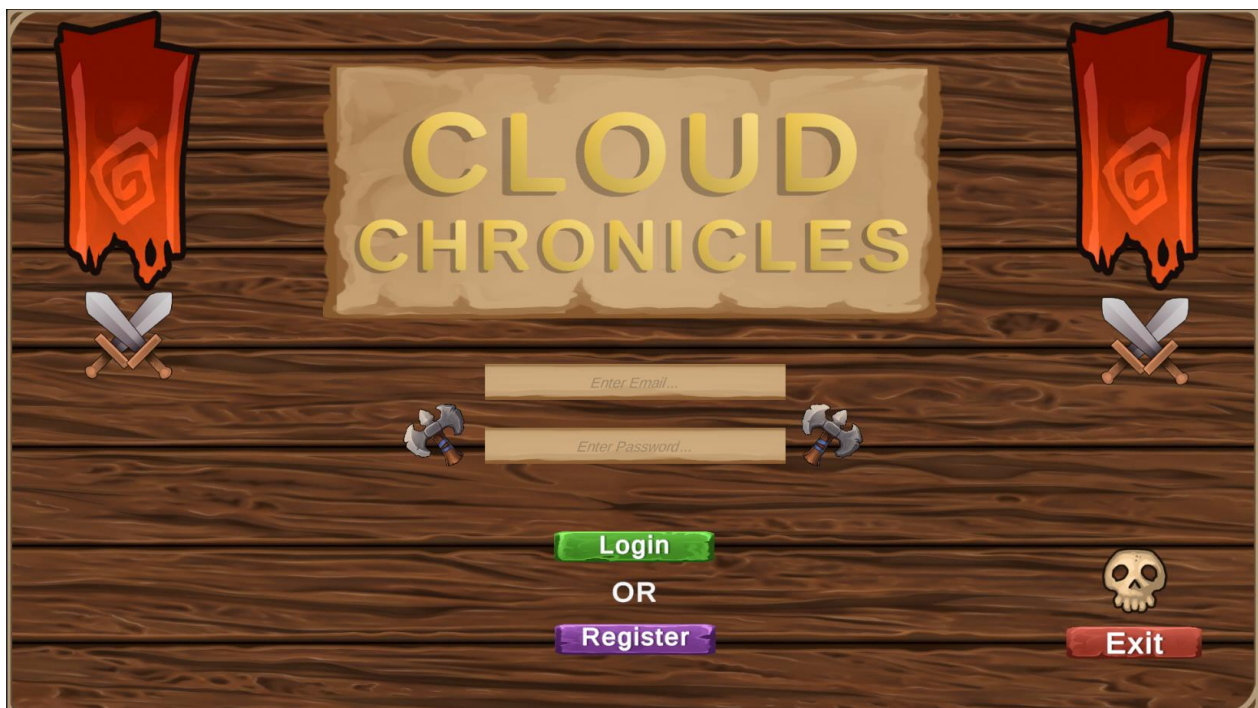 CLOUD
CHRONICLES
Enter Email...
Enter Password...
Login
OR
Register
Exit